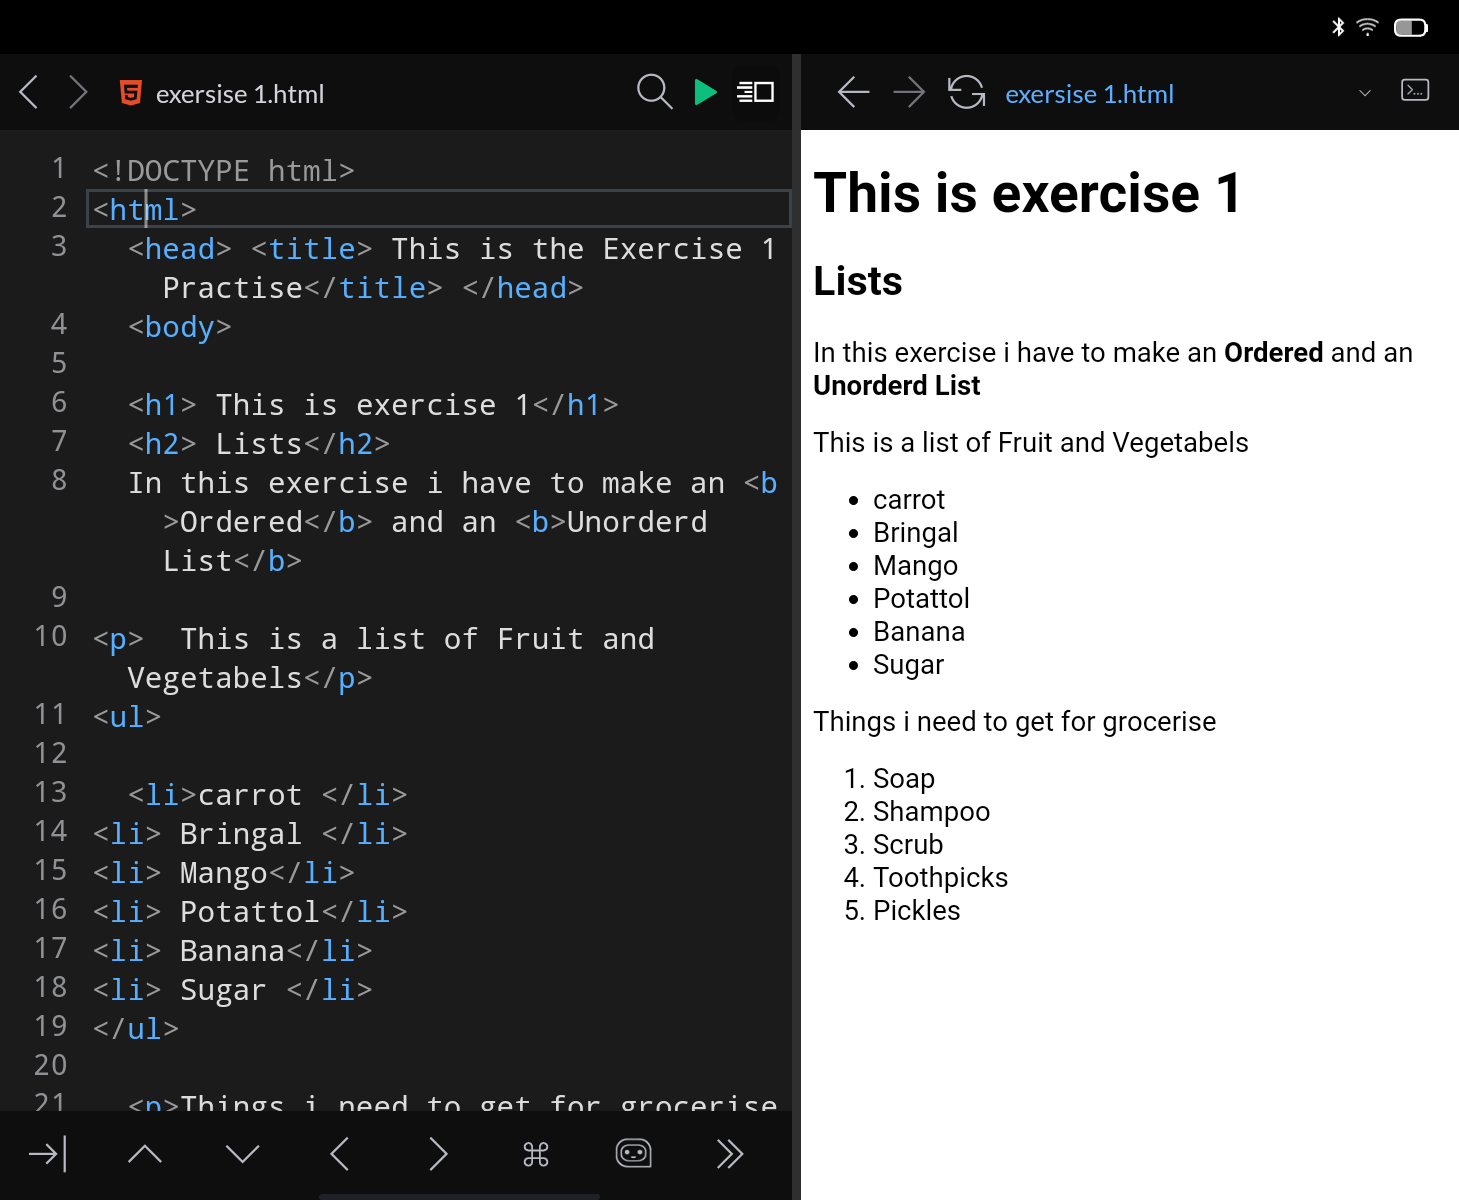 exersise 1.html
1 <!DOCTYPE html>
2 <html>
3 <head> <title> This is the Exercise 1
Practise</title> </head>
4 <body>
5
6 <h1> This is exercise 1</h1>
7 <h2> Lists</h2>
8 In this exercise i have to make an <b
>Ordered</b> and an <b>Unorderd
List</b>
9
10 <p>  This is a list of Fruit and
Vegetabels</p>
11 <ul>
12
13 <li>carrot </li>
14 <li> Bringal </li>
15 <li> Mango</li>
16 <li> Potattol</li>
17 <li> Banana</li>
18 <li> Sugar </li>
19 </ul>
20
21 <p>Things i need to get for grocerise
exersise 1.html
This is exercise 1
Lists
In this exercise i have to make an Ordered and an
Unorderd List
This is a list of Fruit and Vegetabels
• carrot
• Bringal
• Mango
• Potattol
• Banana
• Sugar
Things i need to get for grocerise
1. Soap
2. Shampoo
3. Scrub
4. Toothpicks
5. Pickles